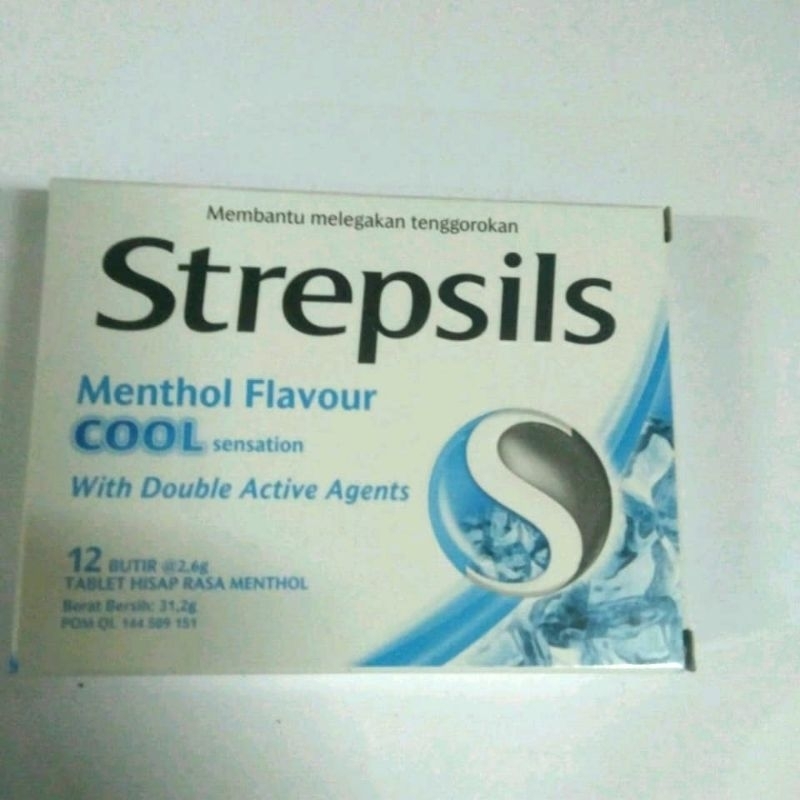 Membantu melegakan tenggorokan
Strepsils
Menthol Flavour
COOL sensation
With Double Active Agents
12 BUTIR @2,6g
TABLET HISAP RASA MENTHOL
Berat Bersih: 31,2g
POM QL 144 509 151